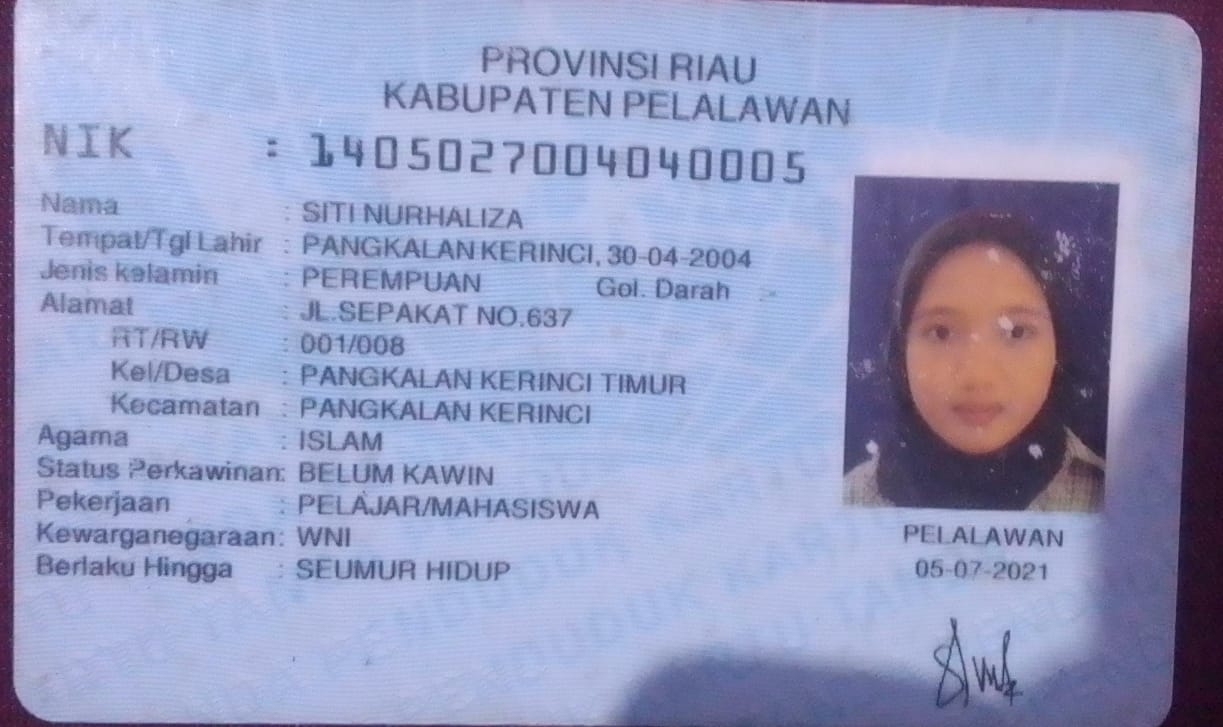 PROVINSI RIAU
KABUPATEN PELALAWAN
NIK : 1405027004040005
Nama : SITI NURHALIZA
Tempat/Tgl Lahir : PANGKALAN KERINCI, 30-04-2004
Jenis kelamin : PEREMPUAN Gol. Darah : -
Alamat : JL.SEPAKAT NO.637
RT/RW : 001/008
Kel/Desa : PANGKALAN KERINCI TIMUR
Kecamatan : PANGKALAN KERINCI
Agama : ISLAM
Status Perkawinan: BELUM KAWIN
Pekerjaan : PELAJAR/MAHASISWA
Kewarganegaraan: WNI
Berlaku Hingga : SEUMUR HIDUP
PELALAWAN
05-07-2021